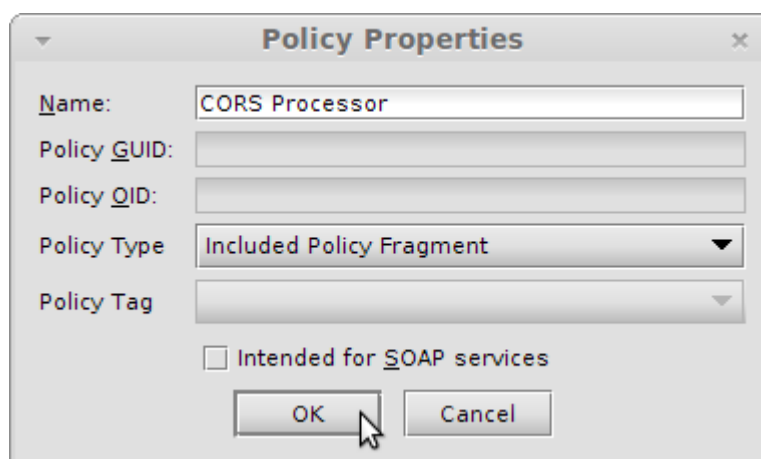 Policy Properties
Name: CORS Processor
Policy GUID:
Policy OID:
Policy Type Included Policy Fragment
Policy Tag
Intended for SOAP services
OK Cancel